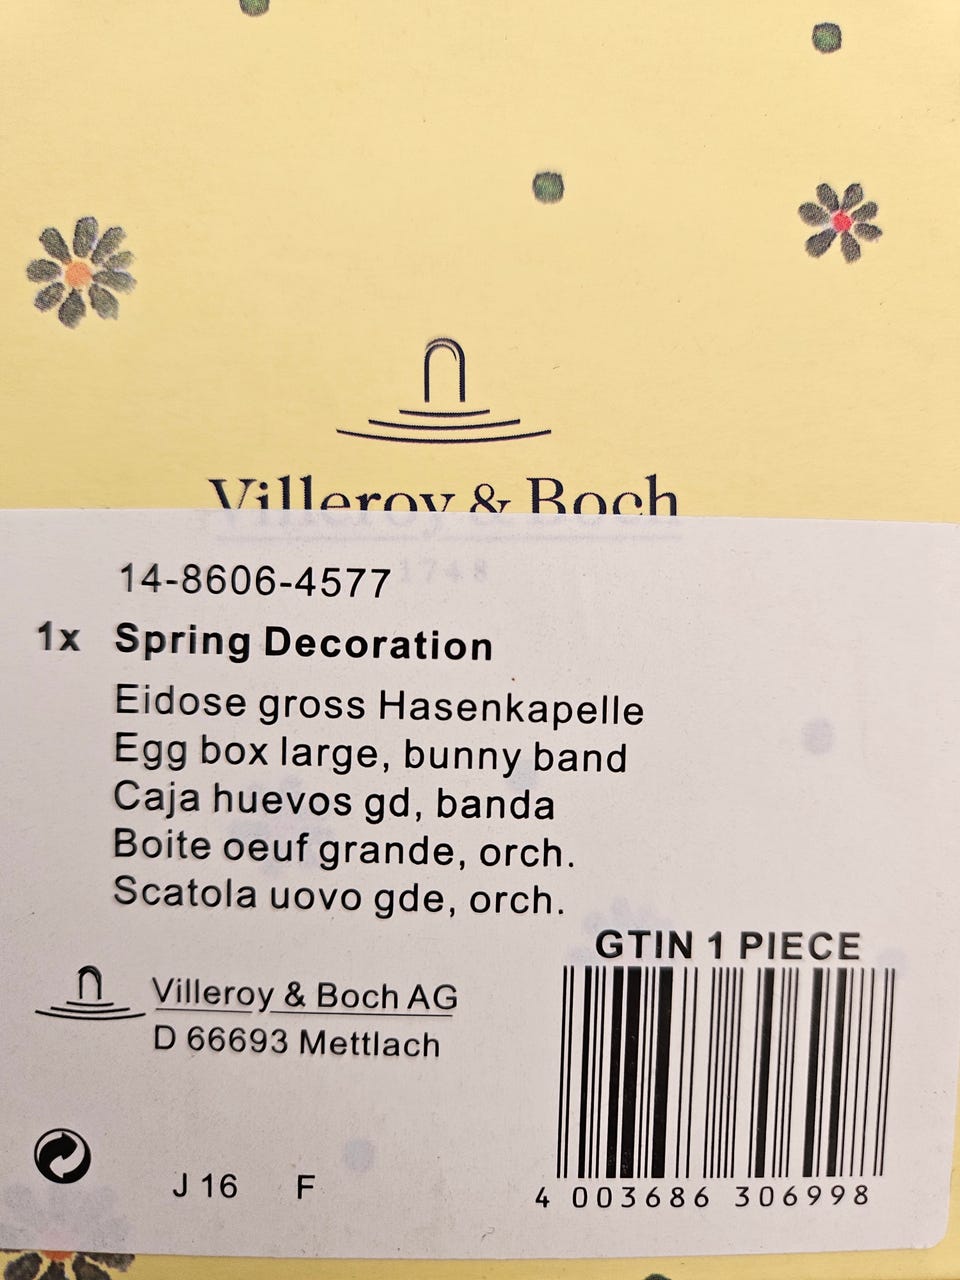 Villeroy & Boch
1748
14-8606-4577
1x Spring Decoration
Eidose gross Hasenkapelle
Egg box large, bunny band
Caja huevos gd, banda
Boite oeuf grande, orch.
Scatola uovo gde, orch.
GTIN 1 PIECE
Villeroy & Boch AG
D 66693 Mettlach
J 16 F
4 003686 306998